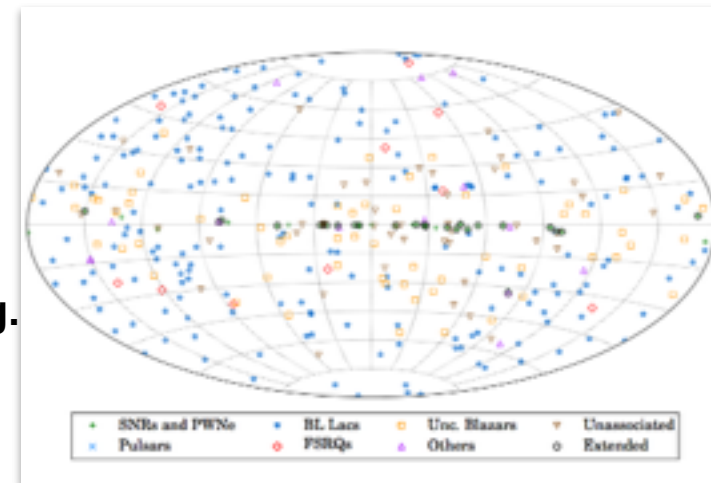 g.
SNRs and PWNe BL Lacs Unc. Blazars Unassociated
Pulsars FSRQs Others Extended